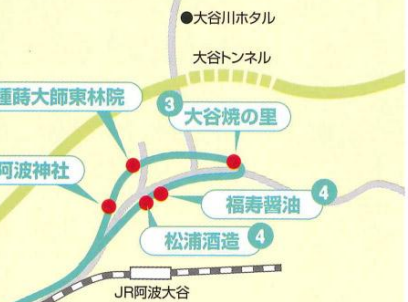 ●大谷川ホタル
大谷トンネル
種蒔大師東林院
3 大谷焼の里
阿波神社
福寿醤油 4
松浦酒造 4
JR阿波大谷